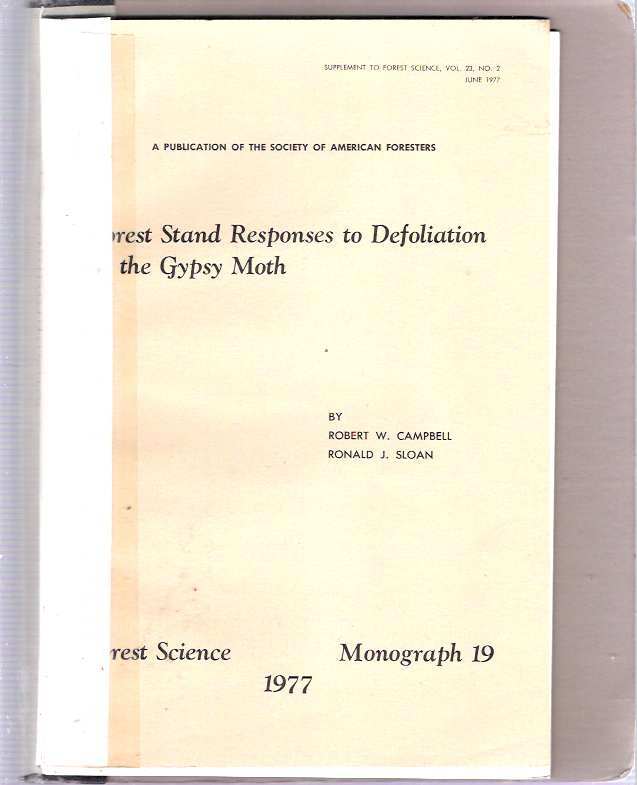 SUPPLEMENT TO FOREST SCIENCE, VOL. 23, NO. 2
JUNE 1977
A PUBLICATION OF THE SOCIETY OF AMERICAN FORESTERS
orest Stand Responses to Defoliation
the Gypsy Moth
BY
ROBERT W. CAMPBELL
RONALD J. SLOAN
rest Science Monograph 19
1977